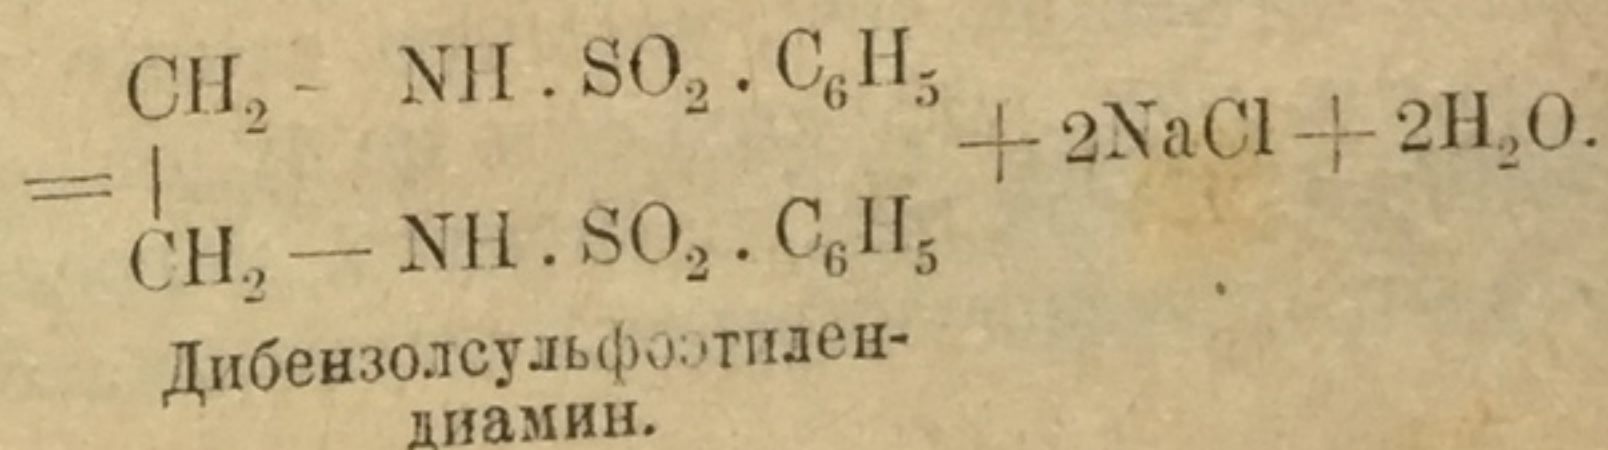 CH₂ - NH . SO₂ . C₆H₅
= | + 2NaCl + 2H₂O.
CH₂ — NH . SO₂ . C₆H₅
Дибензолсульфоэтилен-
диамин.